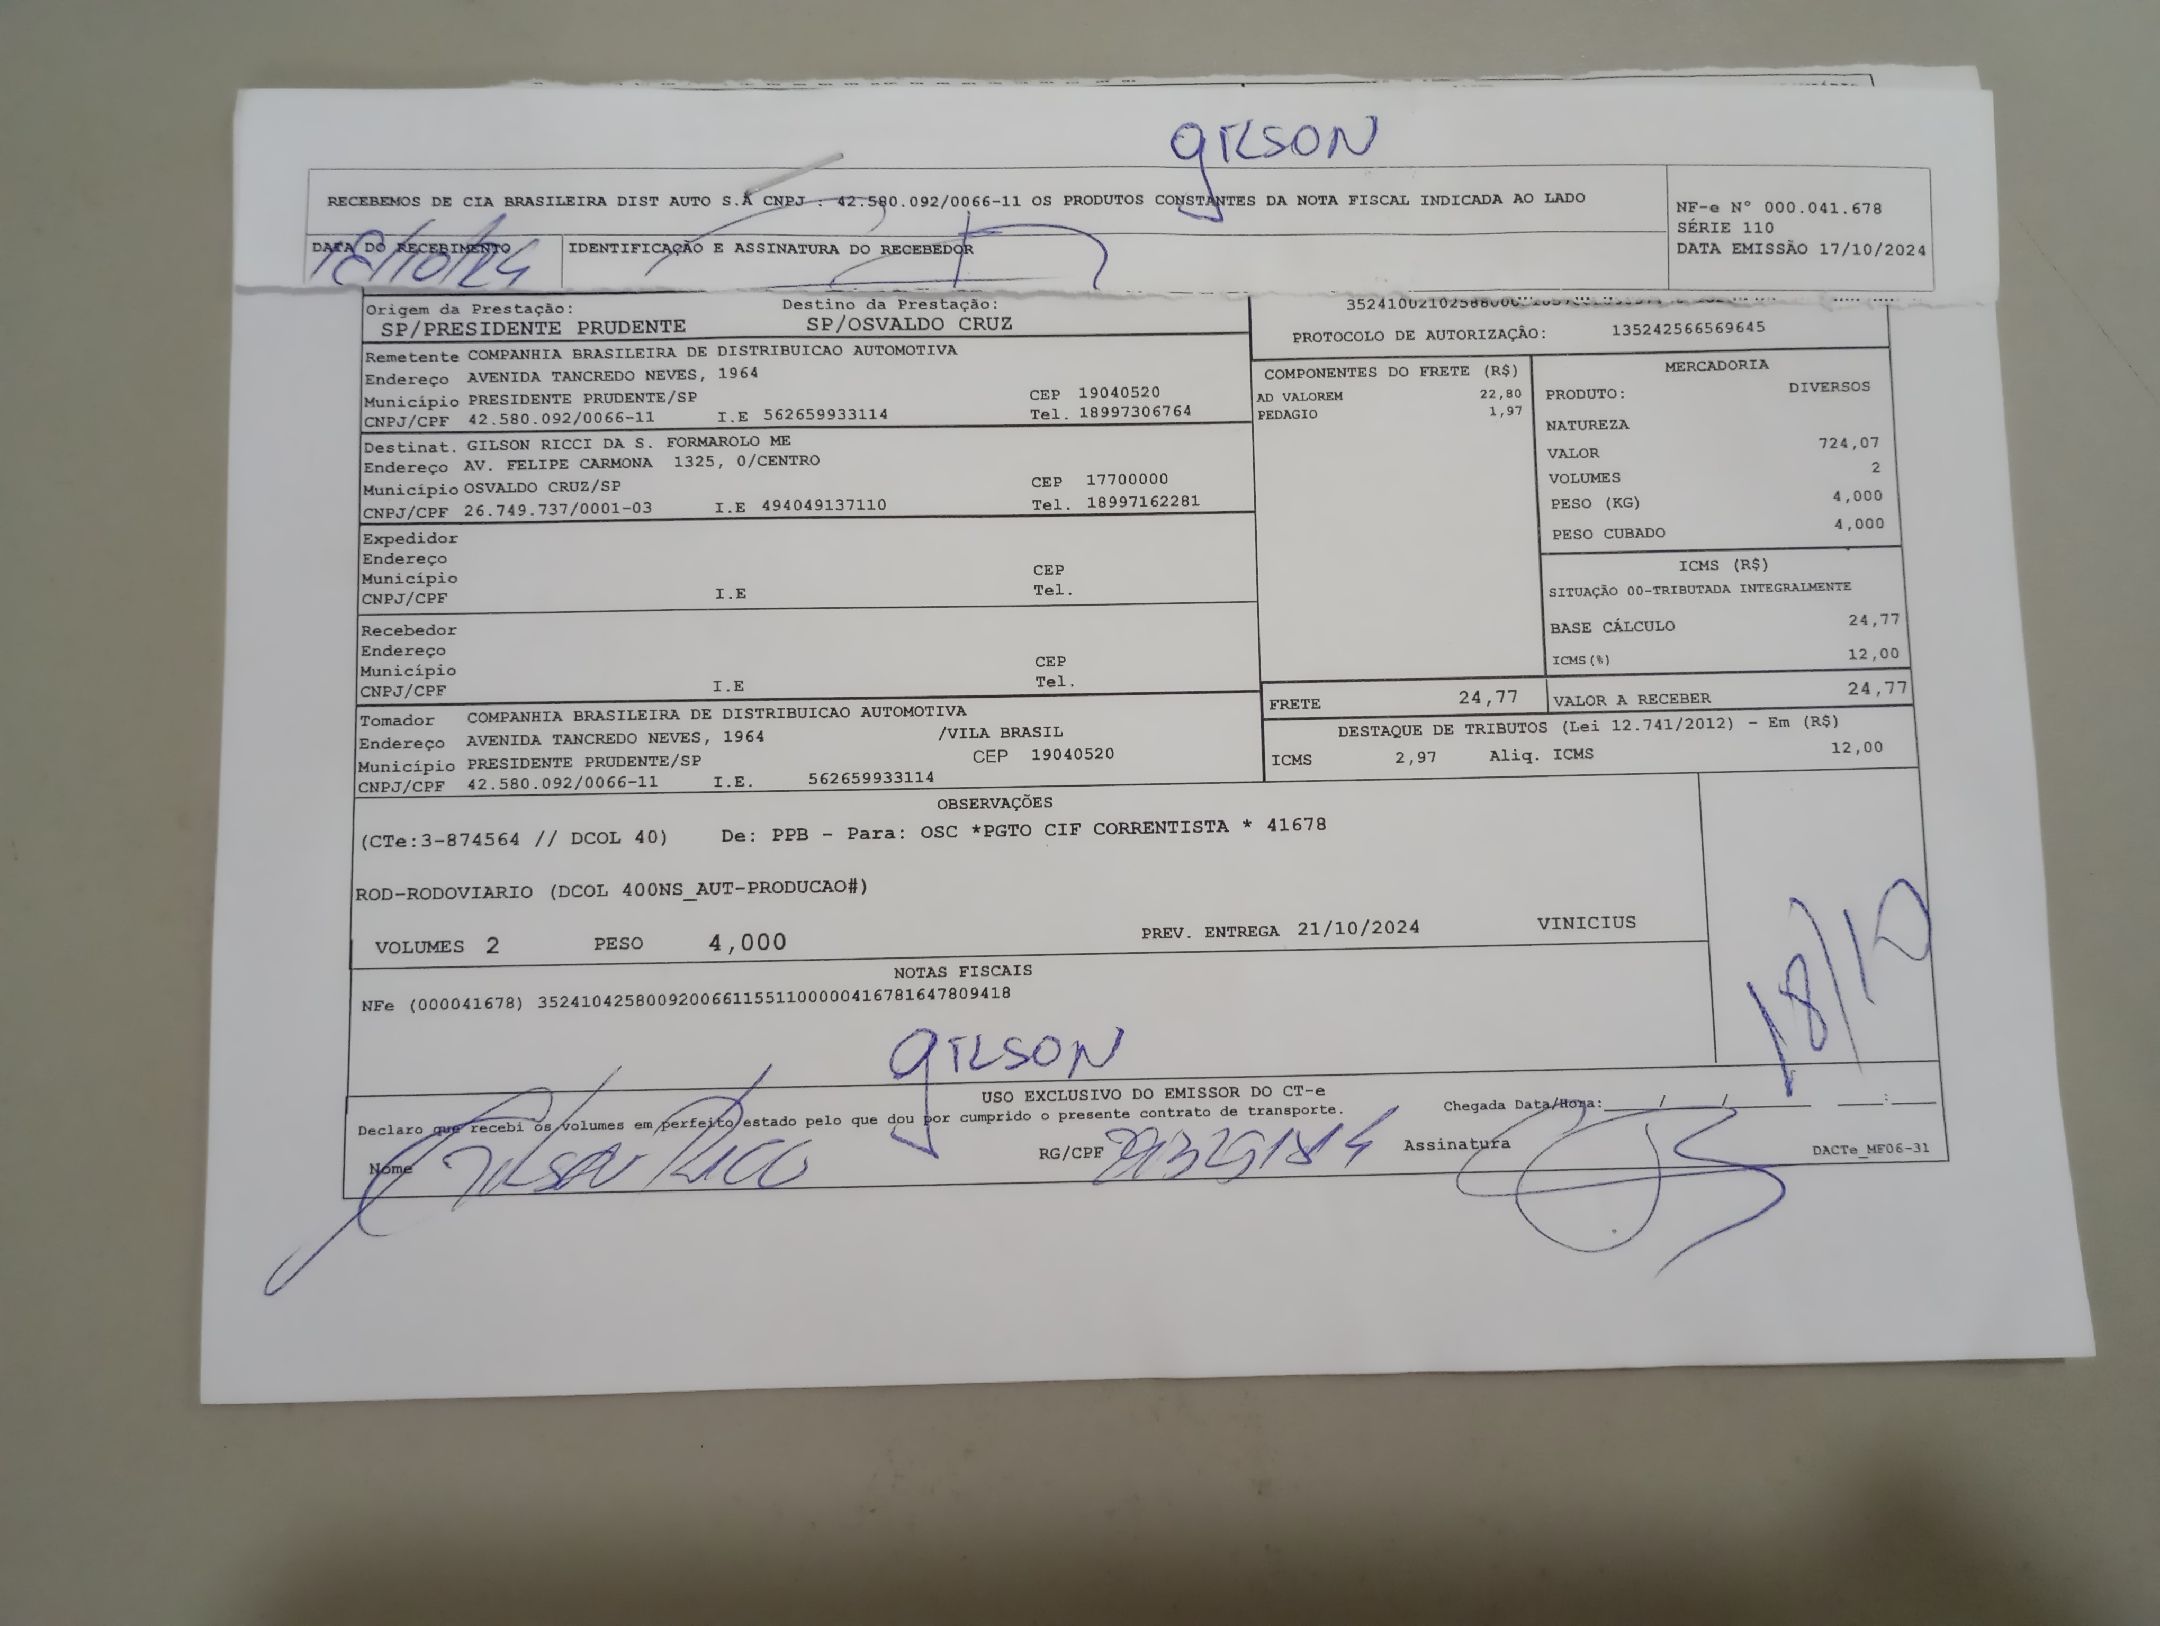 GILSON
RECEBEMOS DE CIA BRASILEIRA DIST AUTO S.A CNPJ : 42.580.092/0066-11 OS PRODUTOS CONSTANTES DA NOTA FISCAL INDICADA AO LADO
NF-e N° 000.041.678
SÉRIE 110
DATA EMISSÃO 17/10/2024
DATA DO RECEBIMENTO
18/10/24
IDENTIFICAÇÃO E ASSINATURA DO RECEBEDOR
Origem da Prestação:
SP/PRESIDENTE PRUDENTE
Destino da Prestação:
SP/OSVALDO CRUZ
PROTOCOLO DE AUTORIZAÇÃO: 135242566569645
Remetente COMPANHIA BRASILEIRA DE DISTRIBUICAO AUTOMOTIVA
Endereço AVENIDA TANCREDO NEVES, 1964
Município PRESIDENTE PRUDENTE/SP CEP 19040520
CNPJ/CPF 42.580.092/0066-11 I.E 562659933114 Tel. 18997306764
Destinat. GILSON RICCI DA S. FORMAROLO ME
Endereço AV. FELIPE CARMONA 1325, 0/CENTRO
Município OSVALDO CRUZ/SP CEP 17700000
CNPJ/CPF 26.749.737/0001-03 I.E 494049137110 Tel. 18997162281
Expedidor
Endereço
Município CEP
CNPJ/CPF I.E Tel.
Recebedor
Endereço
Município CEP
CNPJ/CPF I.E Tel.
Tomador COMPANHIA BRASILEIRA DE DISTRIBUICAO AUTOMOTIVA
Endereço AVENIDA TANCREDO NEVES, 1964 /VILA BRASIL
Município PRESIDENTE PRUDENTE/SP CEP 19040520
CNPJ/CPF 42.580.092/0066-11 I.E. 562659933114
COMPONENTES DO FRETE (R$)
AD VALOREM 22,80
PEDAGIO 1,97
MERCADORIA
PRODUTO: DIVERSOS
NATUREZA
VALOR 724,07
VOLUMES 2
PESO (KG) 4,000
PESO CUBADO 4,000
ICMS (R$)
SITUAÇÃO 00-TRIBUTADA INTEGRALMENTE
BASE CÁLCULO 24,77
ICMS(%) 12,00
FRETE 24,77
VALOR A RECEBER 24,77
DESTAQUE DE TRIBUTOS (Lei 12.741/2012) - Em (R$)
ICMS 2,97 Aliq. ICMS 12,00
OBSERVAÇÕES
(CTe:3-874564 // DCOL 40) De: PPB - Para: OSC *PGTO CIF CORRENTISTA * 41678
ROD-RODOVIARIO (DCOL 400NS_AUT-PRODUCAO#)
VOLUMES 2 PESO 4,000 PREV. ENTREGA 21/10/2024 VINICIUS
18/10
NOTAS FISCAIS
NFe (000041678) 35241042580092006611551100000416781647809418
GILSON
USO EXCLUSIVO DO EMISSOR DO CT-e
Declaro que recebi os volumes em perfeito estado pelo que dou por cumprido o presente contrato de transporte.
Chegada Data/Hora: / / :
Nome Gilson Ricci
RG/CPF
Assinatura
DACTe_MF06-31